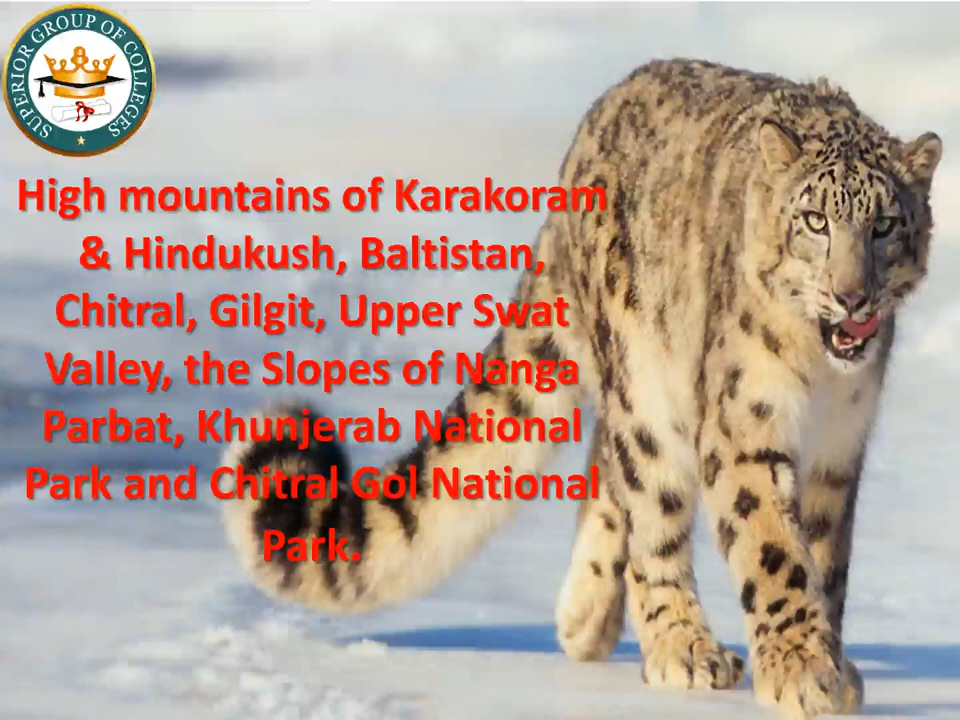 SUPERIOR GROUP OF COLLEGES
High mountains of Karakoram
& Hindukush, Baltistan,
Chitral, Gilgit, Upper Swat
Valley, the Slopes of Nanga
Parbat, Khunjerab National
Park and Chitral Gol National
Park.